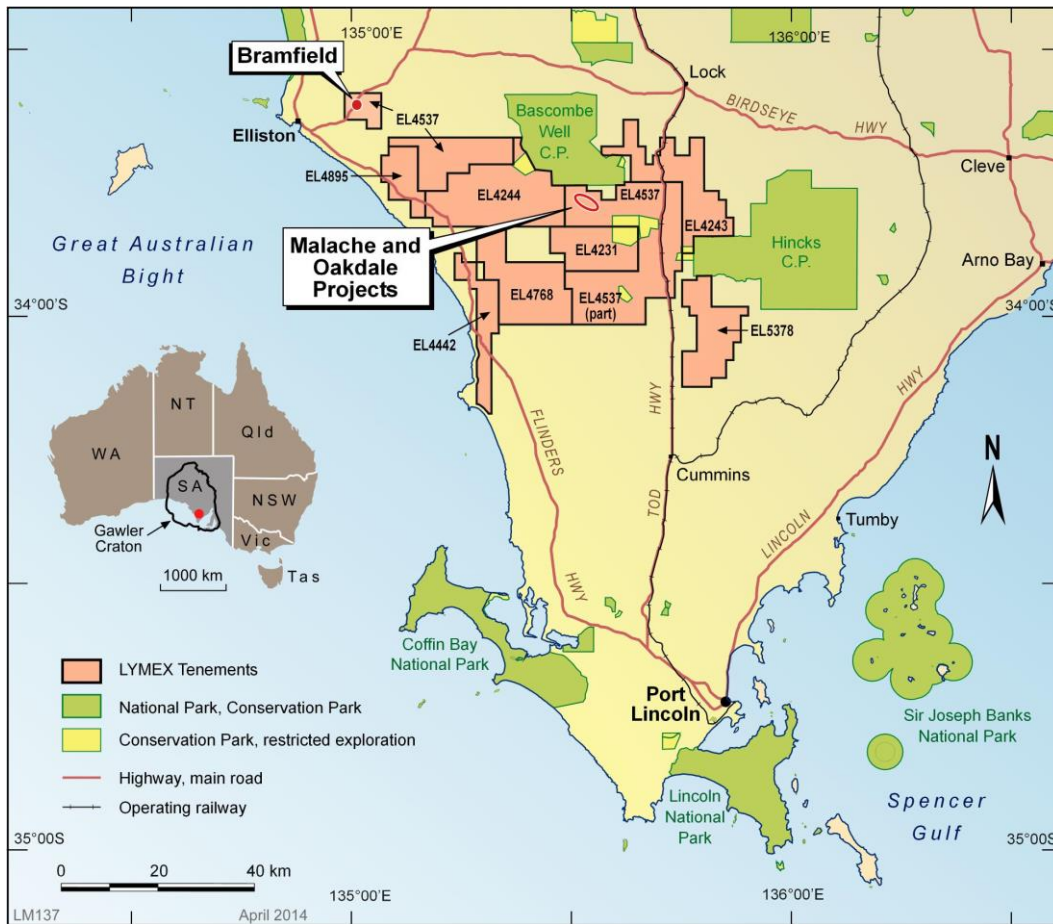 135°00'E
136°00'E
Bramfield
Lock
BIRDSEYE
HWY
Elliston
EL4537
Bascombe
Well
C.P.
Cleve
EL4895
EL4244
EL4537
EL4243
Great Australian
Bight
Malache and
Oakdale
Projects
EL4231
Hincks
C.P.
Arno Bay
34°00'S
EL4768
EL4537
(part)
34°00'S
EL4442
EL5378
HWY
HWY
FLINDERS
NT
WA
Qld
SA
NSW
Vic
Tas
Gawler
Craton
1000 km
Cummins
TOD
LINCOLN
N
Tumby
HWY
Coffin Bay
National Park
LYMEX Tenements
National Park, Conservation Park
Conservation Park, restricted exploration
Highway, main road
Operating railway
Port
Lincoln
Sir Joseph Banks
National Park
Lincoln
National
Park
Spencer
Gulf
35°00'S
35°00'S
0 20 40 km
135°00'E
136°00'E
LM137
April 2014